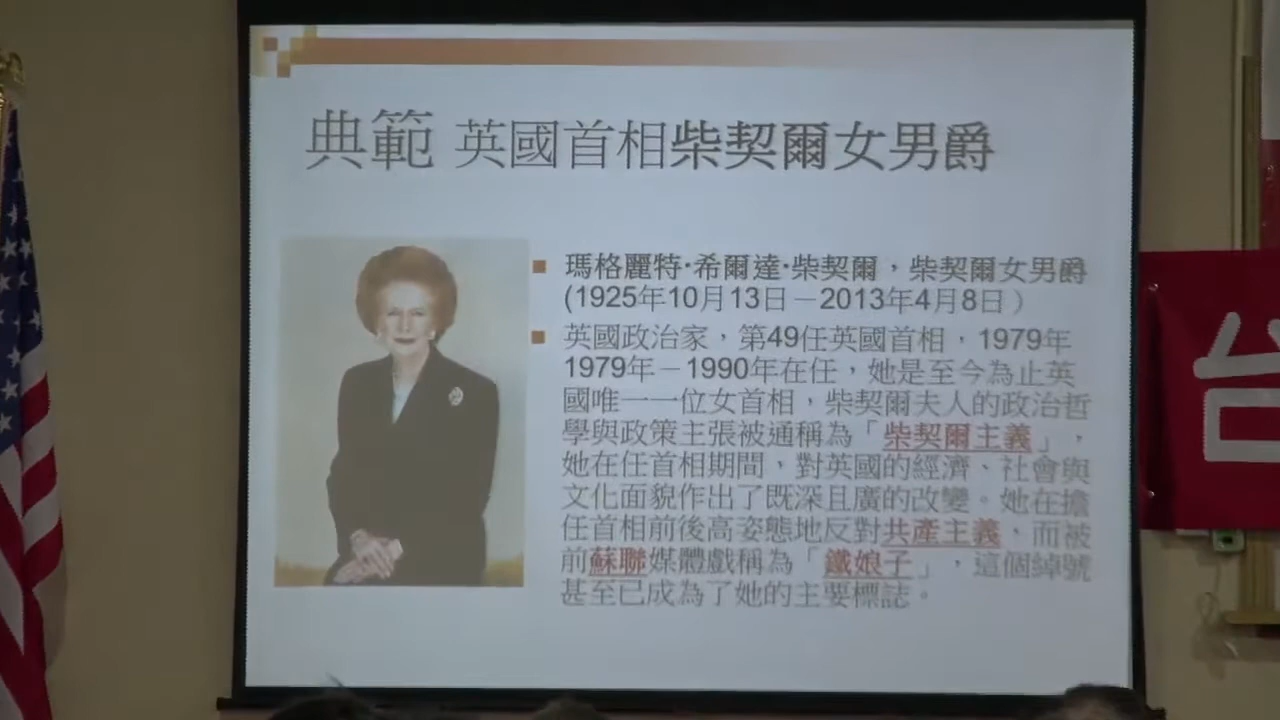 典範 英國首相柴契爾女男爵
瑪格麗特·希爾達·柴契爾，柴契爾女男爵
(1925年10月13日－2013年4月8日）
英國政治家，第49任英國首相，1979年
1979年－1990年在任，她是至今為止英
國唯一一位女首相，柴契爾夫人的政治哲
學與政策主張被通稱為「柴契爾主義」，
她在任首相期間，對英國的經濟、社會與
文化面貌作出了既深且廣的改變。她在擔
任首相前後高姿態地反對共產主義，而被
前蘇聯媒體戲稱為「鐵娘子」，這個綽號
甚至已成為了她的主要標誌。
台